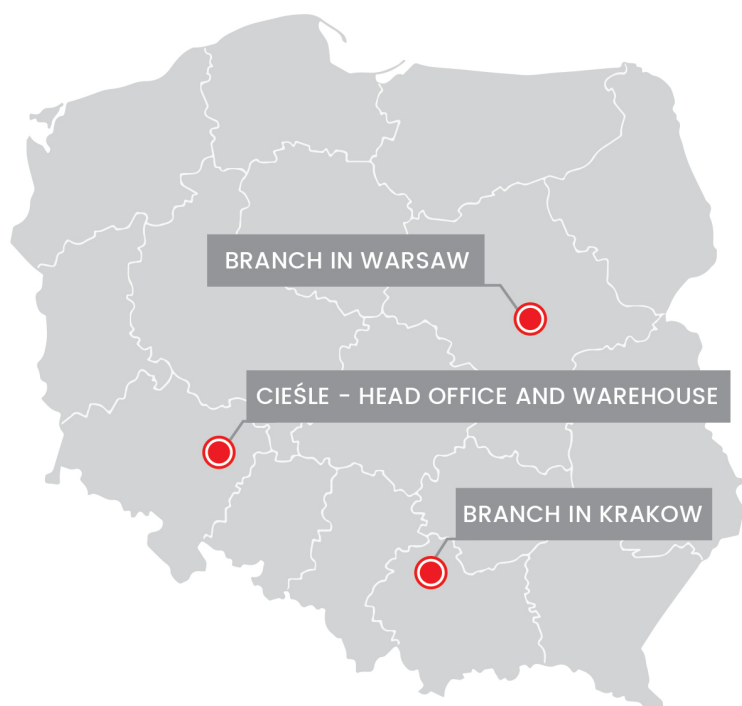 BRANCH IN WARSAW
CIEŚLE - HEAD OFFICE AND WAREHOUSE
BRANCH IN KRAKOW